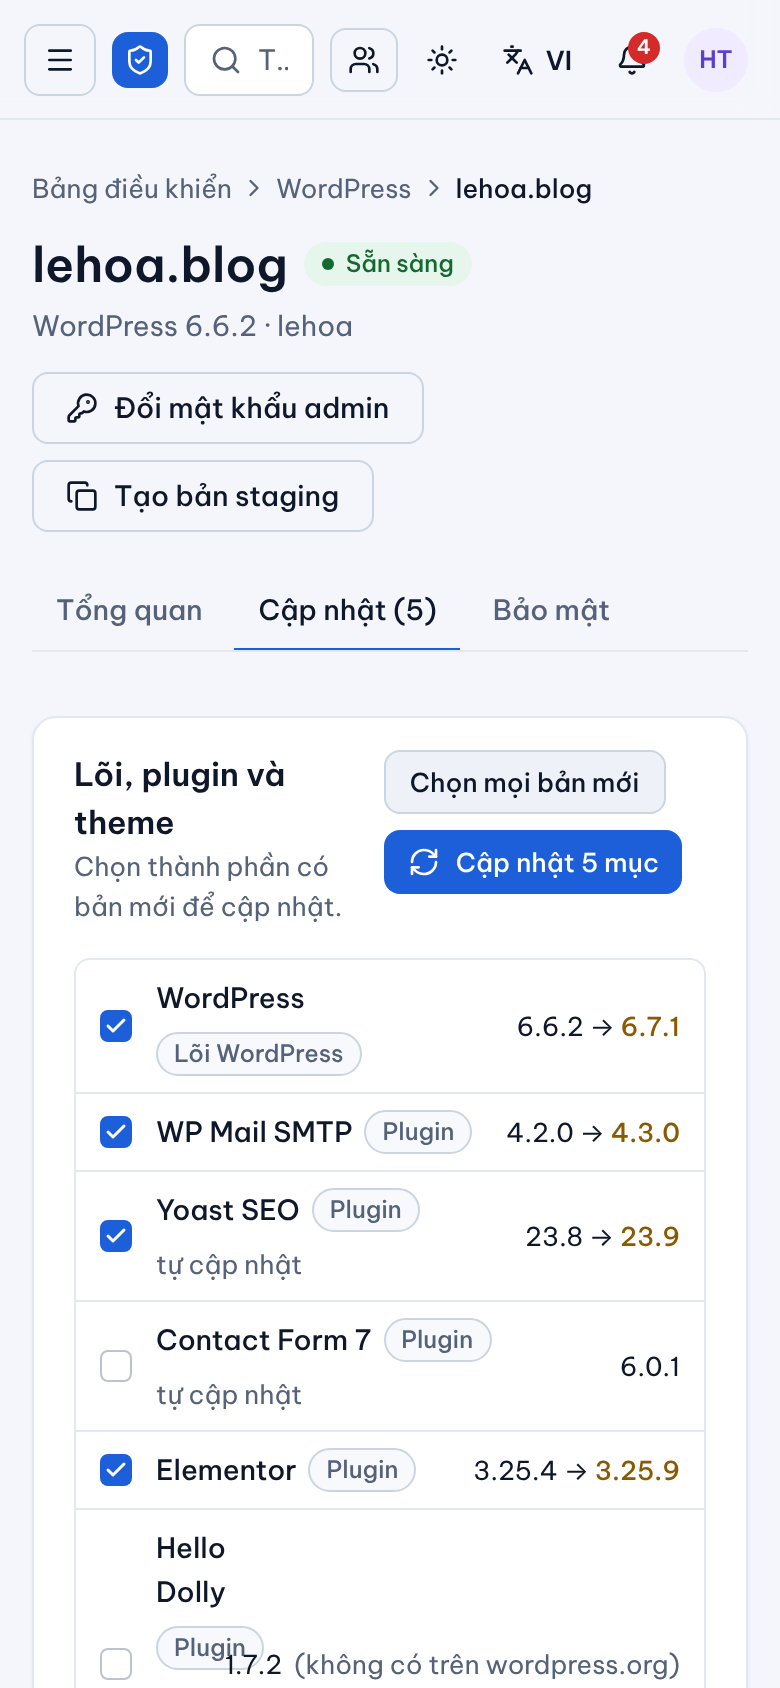 T..
VI
4
HT
Bảng điều khiển > WordPress > lehoa.blog
lehoa.blog
Sẵn sàng
WordPress 6.6.2 · lehoa
Đổi mật khẩu admin
Tạo bản staging
Tổng quan
Cập nhật (5)
Bảo mật
Lõi, plugin và
theme
Chọn thành phần có
bản mới để cập nhật.
Chọn mọi bản mới
Cập nhật 5 mục
WordPress
Lõi WordPress
6.6.2 → 6.7.1
WP Mail SMTP Plugin 4.2.0 → 4.3.0
Yoast SEO Plugin
tự cập nhật
23.8 → 23.9
Contact Form 7 Plugin
tự cập nhật
6.0.1
Elementor Plugin 3.25.4 → 3.25.9
Hello
Dolly
Plugin
1.7.2 (không có trên wordpress.org)